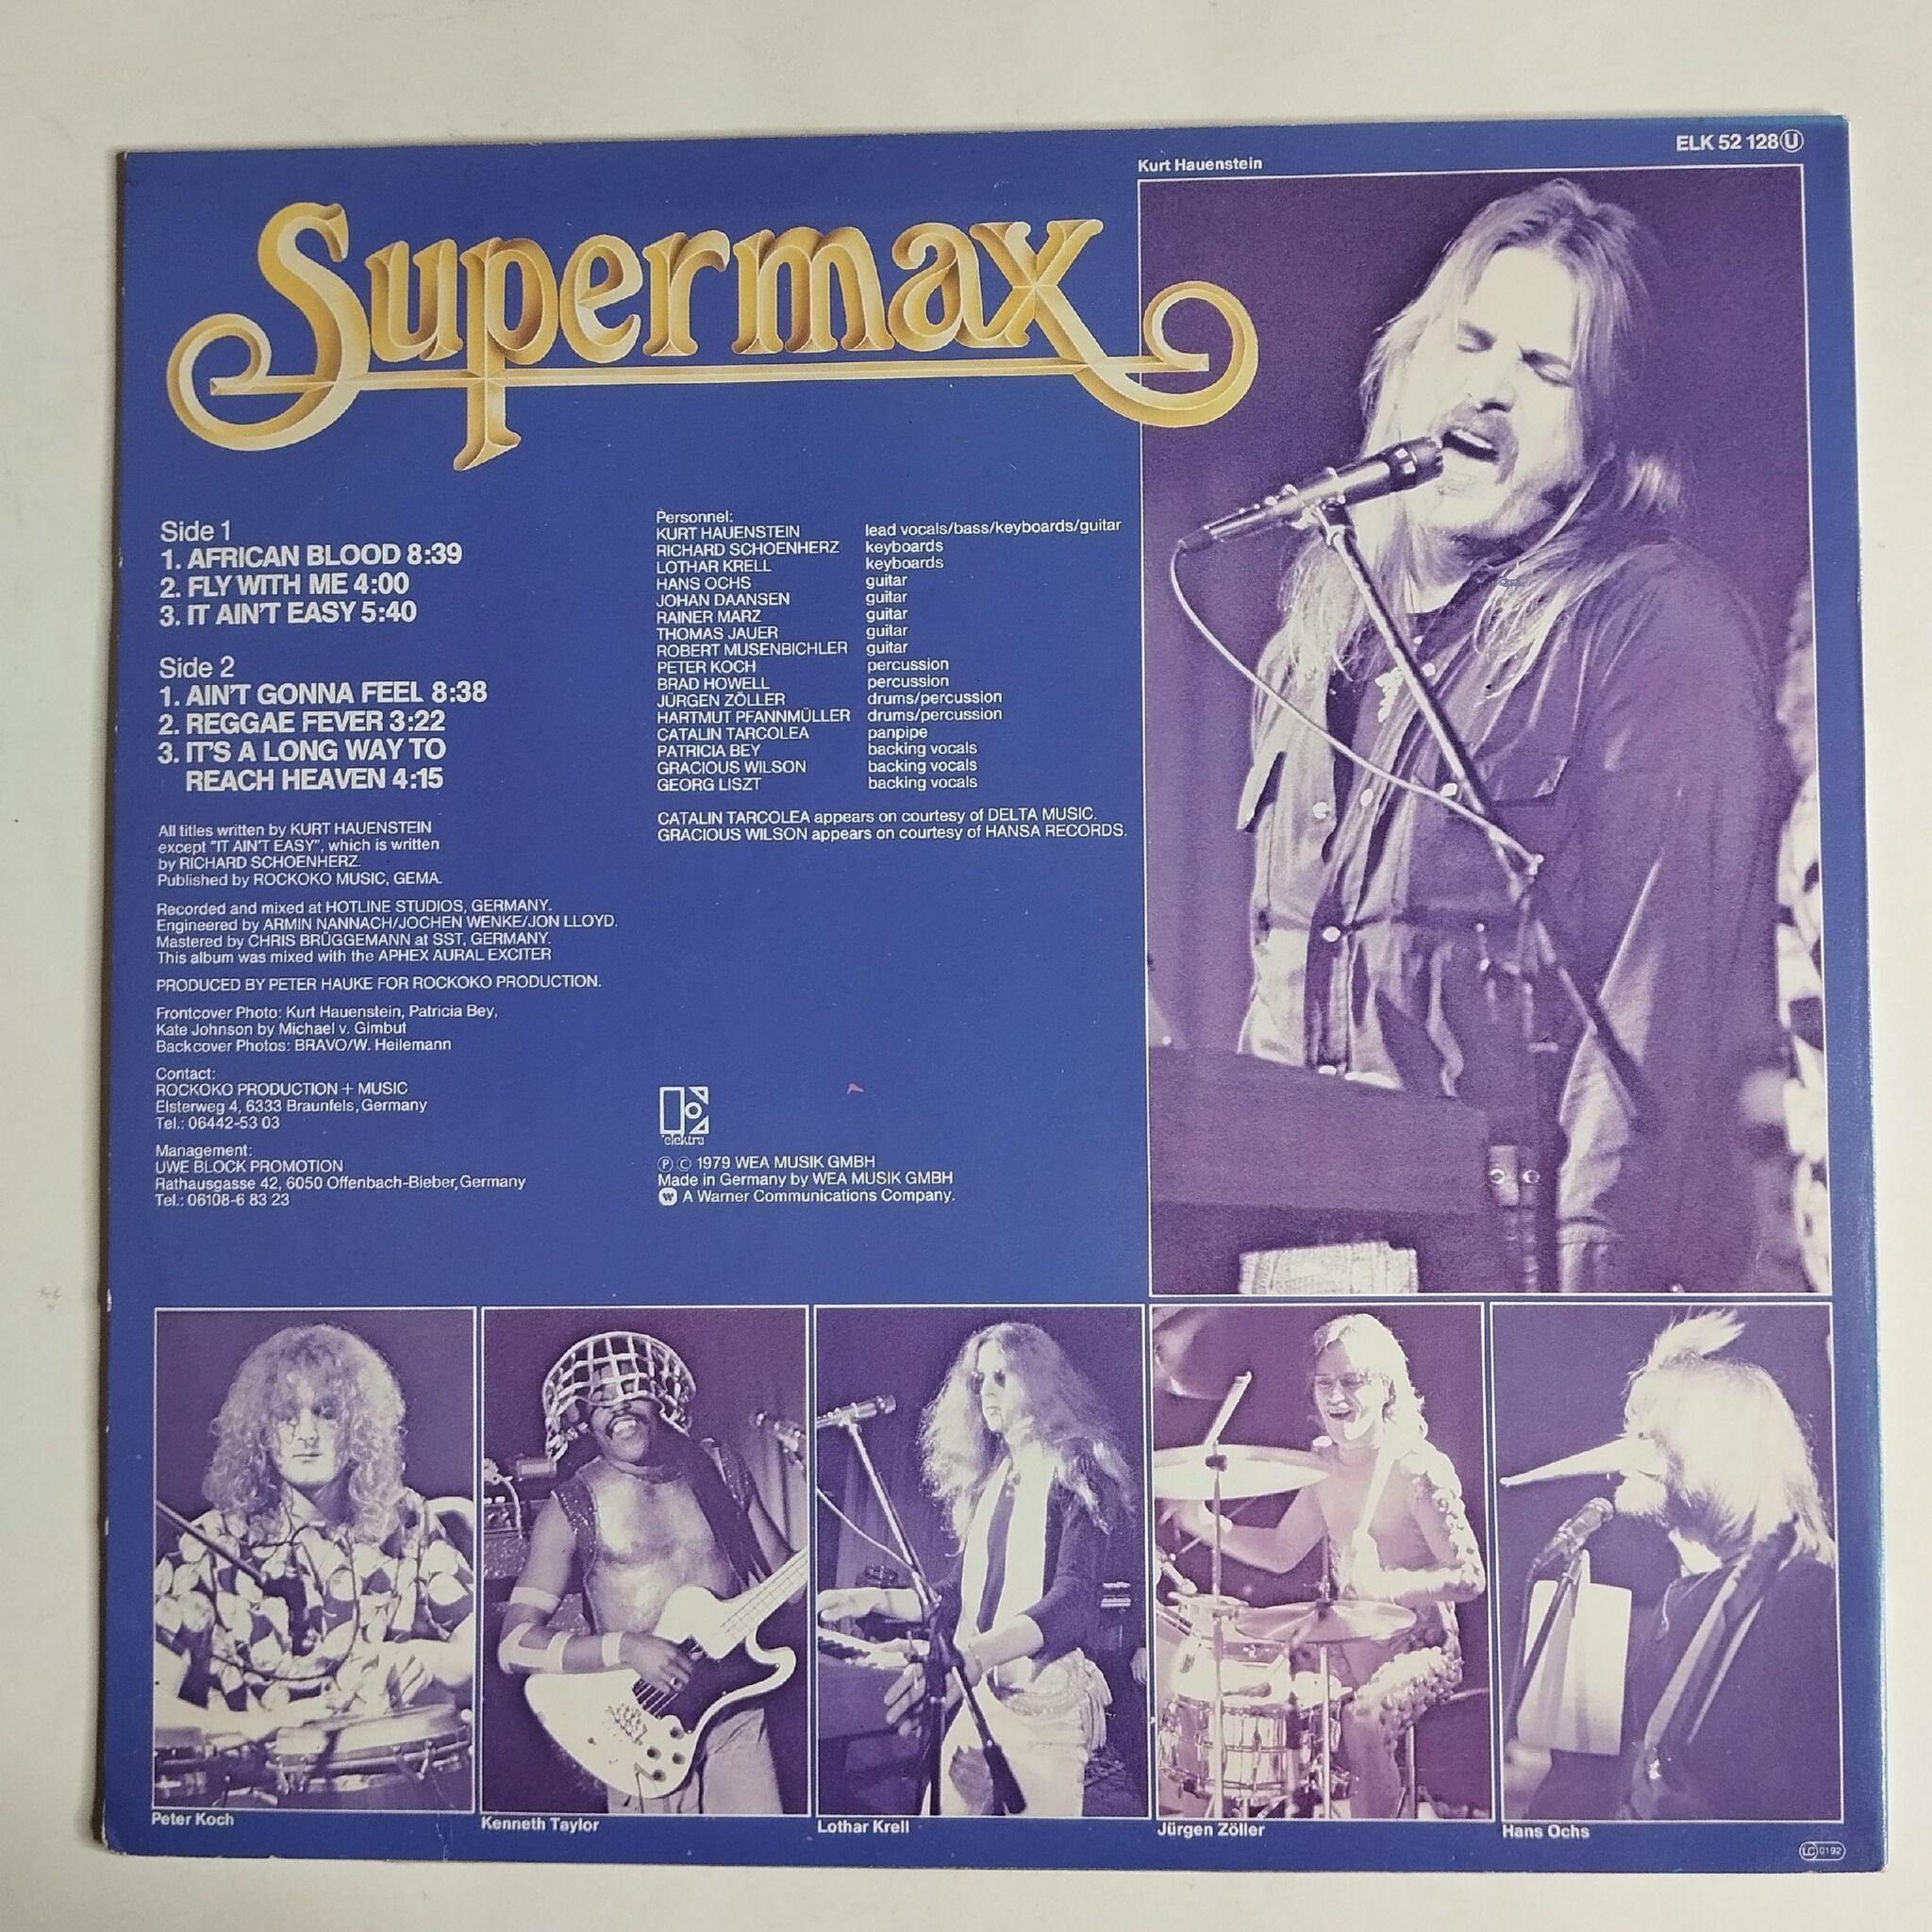 ELK 52 128 Ⓤ
Kurt Hauenstein
Supermax
Side 1
1. AFRICAN BLOOD 8:39
2. FLY WITH ME 4:00
3. IT AIN'T EASY 5:40
Side 2
1. AIN'T GONNA FEEL 8:38
2. REGGAE FEVER 3:22
3. IT'S A LONG WAY TO
REACH HEAVEN 4:15
All titles written by KURT HAUENSTEIN
except "IT AIN'T EASY", which is written
by RICHARD SCHOENHERZ.
Published by ROCKOKO MUSIC, GEMA.
Recorded and mixed at HOTLINE STUDIOS, GERMANY.
Engineered by ARMIN NANNACH/JOCHEN WENKE/JON LLOYD.
Mastered by CHRIS BRÜGGEMANN at SST, GERMANY.
This album was mixed with the APHEX AURAL EXCITER
PRODUCED BY PETER HAUKE FOR ROCKOKO PRODUCTION.
Frontcover Photo: Kurt Hauenstein, Patricia Bey,
Kate Johnson by Michael v. Gimbut
Backcover Photos: BRAVO/W. Heilemann
Contact:
ROCKOKO PRODUCTION + MUSIC
Elsterweg 4, 6333 Braunfels, Germany
Tel.: 06442-53 03
Management:
UWE BLOCK PROMOTION
Rathausgasse 42, 6050 Offenbach-Bieber, Germany
Tel.: 06108-6 83 23
Personnel:
KURT HAUENSTEIN lead vocals/bass/keyboards/guitar
RICHARD SCHOENHERZ keyboards
LOTHAR KRELL keyboards
HANS OCHS guitar
JOHAN DAANSEN guitar
RAINER MARZ guitar
THOMAS JAUER guitar
ROBERT MUSENBICHLER guitar
PETER KOCH percussion
BRAD HOWELL percussion
JÜRGEN ZÖLLER drums/percussion
HARTMUT PFANNMÜLLER drums/percussion
CATALIN TARCOLEA panpipe
PATRICIA BEY backing vocals
GRACIOUS WILSON backing vocals
GEORG LISZT backing vocals
CATALIN TARCOLEA appears on courtesy of DELTA MUSIC.
GRACIOUS WILSON appears on courtesy of HANSA RECORDS.
elektra
Ⓟ © 1979 WEA MUSIK GMBH
Made in Germany by WEA MUSIK GMBH
A Warner Communications Company.
Peter Koch
Kenneth Taylor
Lothar Krell
Jürgen Zöller
Hans Ochs
LC 0192